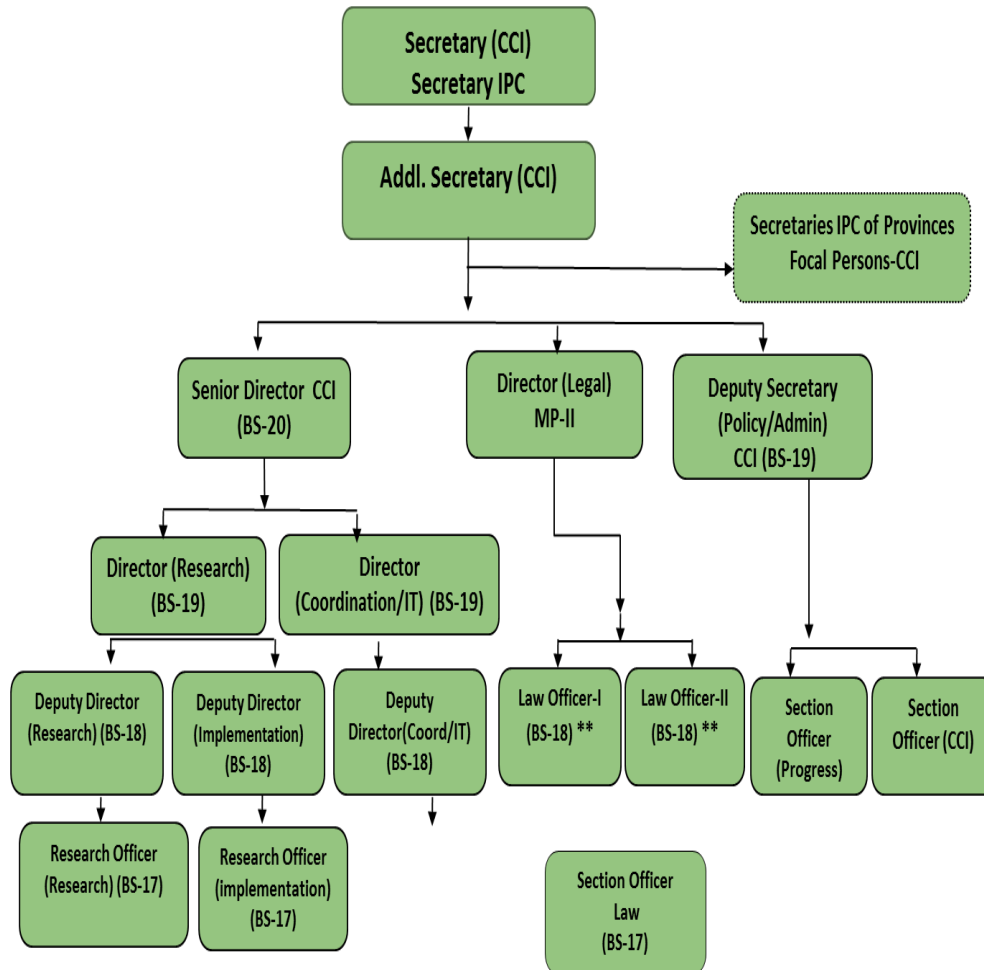 Secretary (CCI)
Secretary IPC
Addl. Secretary (CCI)
Secretaries IPC of Provinces
Focal Persons-CCI
Senior Director CCI
(BS-20)
Director (Legal)
MP-II
Deputy Secretary
(Policy/Admin)
CCI (BS-19)
Director (Research)
(BS-19)
Director
(Coordination/IT) (BS-19)
Deputy Director
(Research) (BS-18)
Deputy Director
(Implementation)
(BS-18)
Deputy
Director(Coord/IT)
(BS-18)
Law Officer-I
(BS-18) **
Law Officer-II
(BS-18) **
Section
Officer
(Progress)
Section
Officer (CCI)
Research Officer
(Research) (BS-17)
Research Officer
(implementation)
(BS-17)
Section Officer
Law
(BS-17)